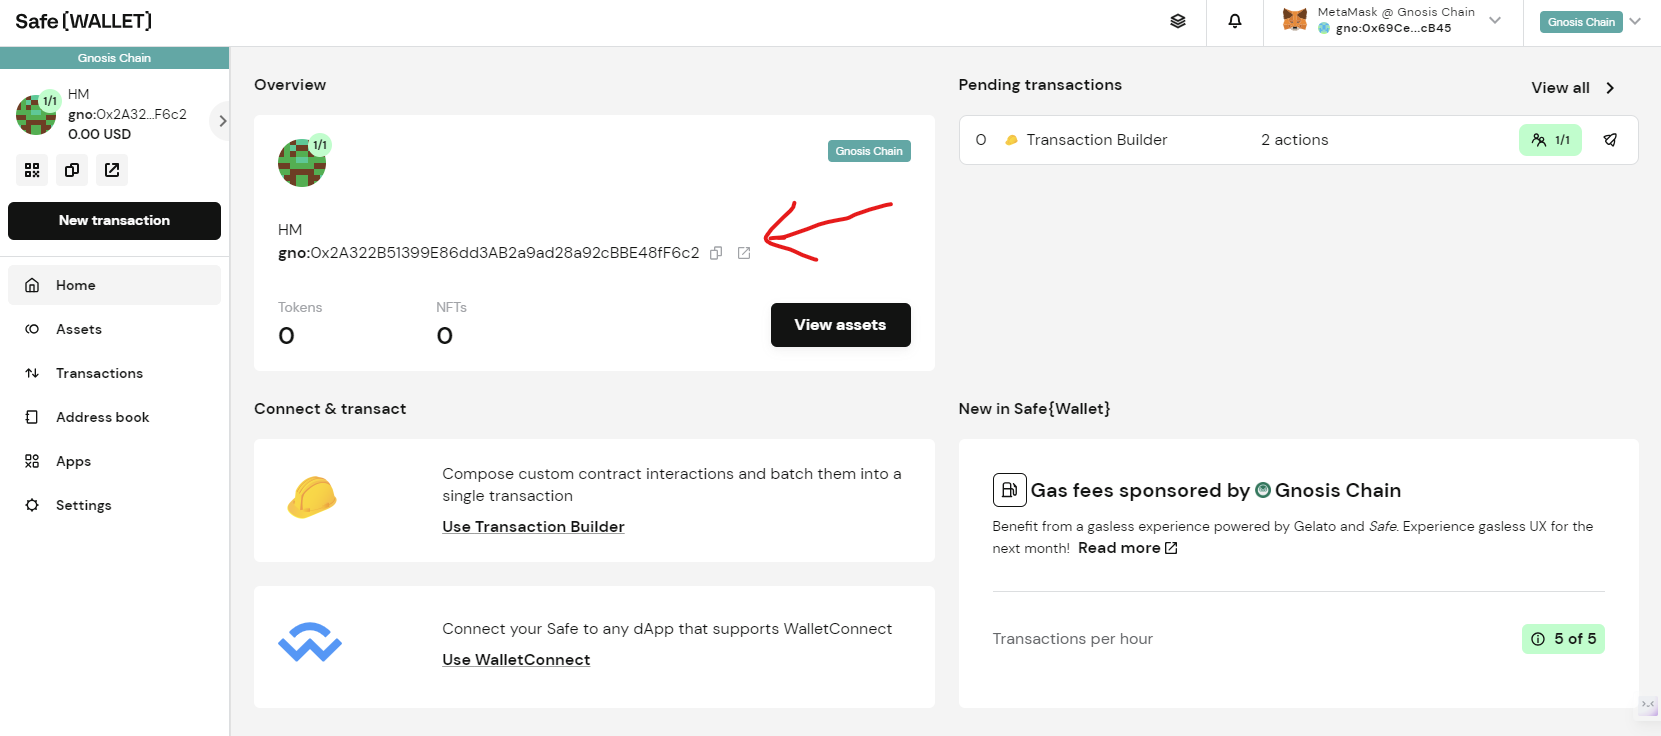 Safe{WALLET}
MetaMask @ Gnosis Chain
gno:0x69Ce...cB45
Gnosis Chain
Gnosis Chain
1/1
HM
gno:0x2A32...F6c2
0.00 USD
New transaction
Home
Assets
Transactions
Address book
Apps
Settings
Overview
1/1
Gnosis Chain
HM
gno:0x2A322B51399E86dd3AB2a9ad28a92cBBE48fF6c2
Tokens
0
NFTs
0
View assets
Pending transactions
View all
0 Transaction Builder 2 actions 1/1
Connect & transact
Compose custom contract interactions and batch them into a
single transaction
Use Transaction Builder
Connect your Safe to any dApp that supports WalletConnect
Use WalletConnect
New in Safe{Wallet}
Gas fees sponsored by Gnosis Chain
Benefit from a gasless experience powered by Gelato and Safe. Experience gasless UX for the
next month! Read more
Transactions per hour
5 of 5